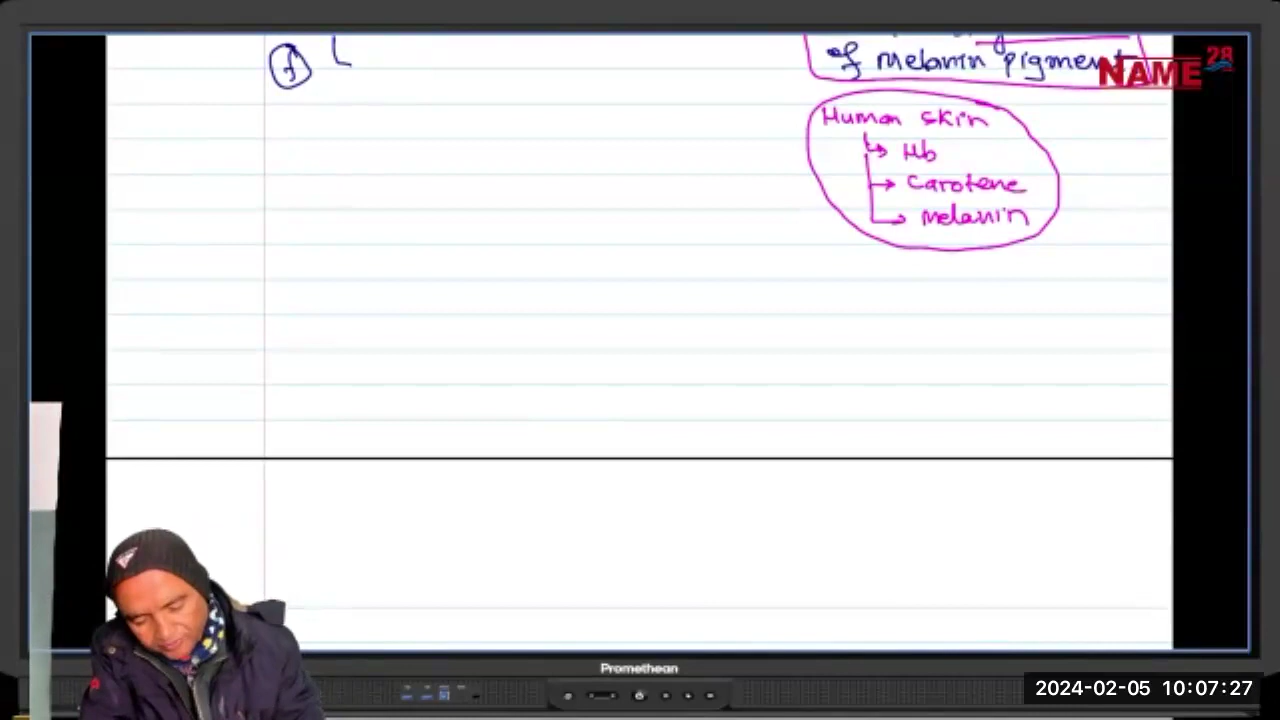 of melanin pigment
NAME 28
Human skin
→ Hb
→ Carotene
→ melanin
f
Promethean
2024-02-05 10:07:27